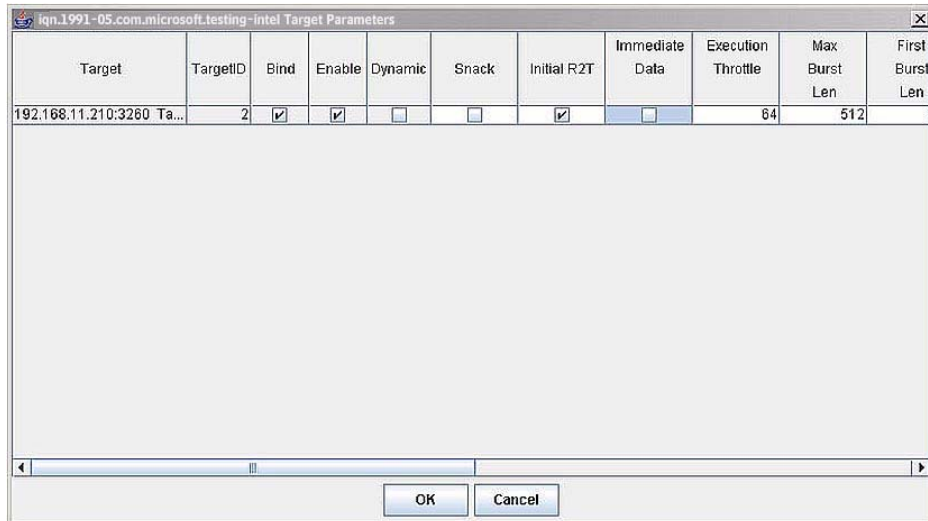 iqn.1991-05.com.microsoft.testing-intel Target Parameters
Target TargetID Bind Enable Dynamic Snack Initial R2T Immediate Data Execution Throttle Max Burst Len First Burst Len
192.168.11.210:3260 Ta... 2 64 512
OK Cancel